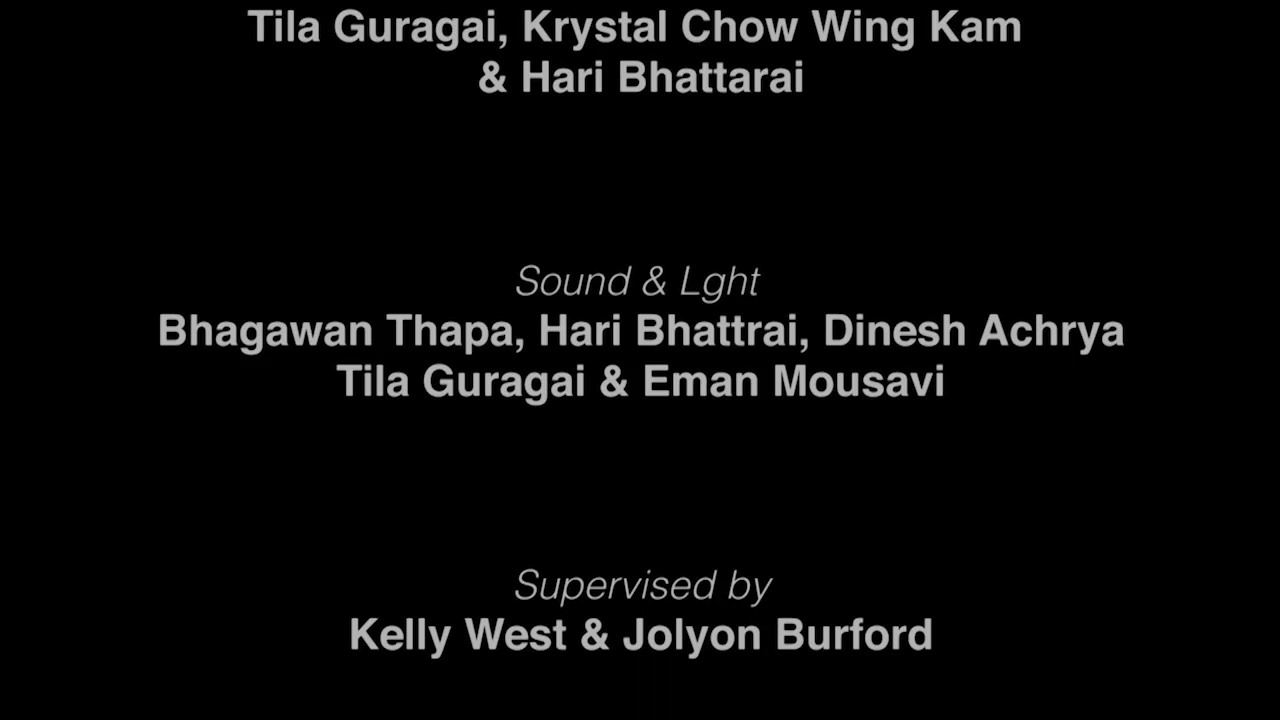 Tila Guragai, Krystal Chow Wing Kam
& Hari Bhattarai
Sound & Lght
Bhagawan Thapa, Hari Bhattrai, Dinesh Achrya
Tila Guragai & Eman Mousavi
Supervised by
Kelly West & Jolyon Burford